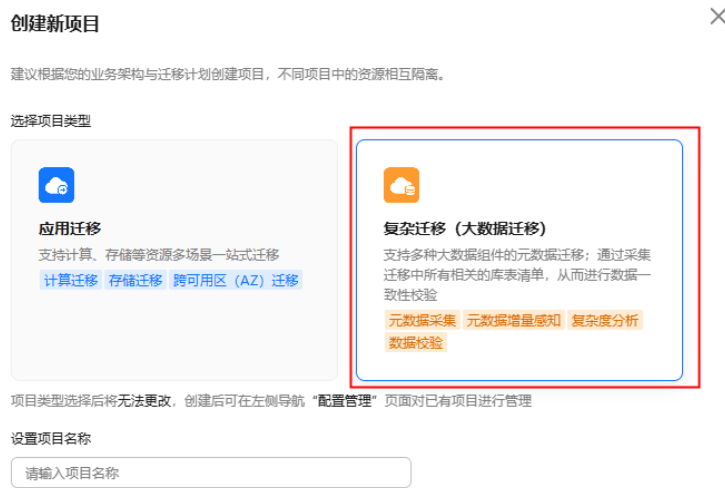 创建新项目
建议根据您的业务架构与迁移计划创建项目，不同项目中的资源相互隔离。
选择项目类型
应用迁移
支持计算、存储等资源多场景一站式迁移
计算迁移 存储迁移 跨可用区（AZ）迁移
复杂迁移（大数据迁移）
支持多种大数据组件的元数据迁移；通过采集
迁移中所有相关的库表清单，从而进行数据一
致性校验
元数据采集 元数据增量感知 复杂度分析
数据校验
项目类型选择后将无法更改，创建后可在左侧导航“配置管理”页面对已有项目进行管理
设置项目名称
请输入项目名称